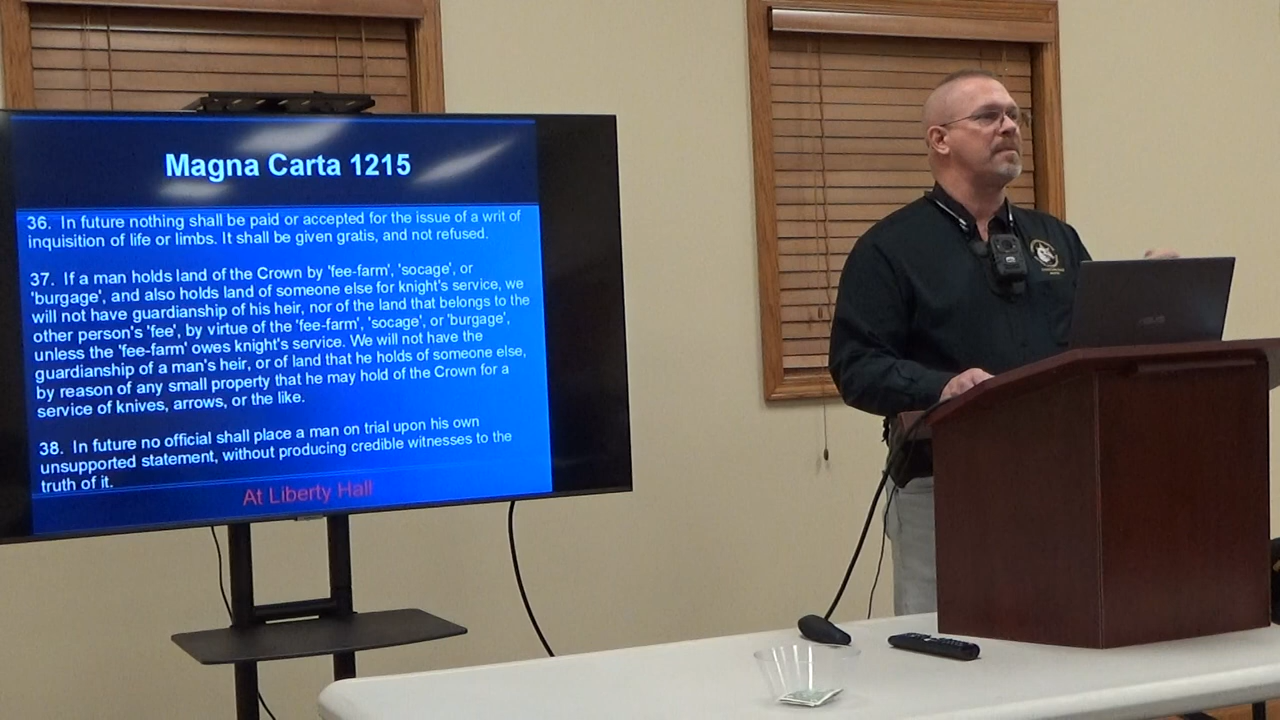 Magna Carta 1215
36. In future nothing shall be paid or accepted for the issue of a writ of
inquisition of life or limbs. It shall be given gratis, and not refused.
37. If a man holds land of the Crown by 'fee-farm', 'socage', or
'burgage', and also holds land of someone else for knight's service, we
will not have guardianship of his heir, nor of the land that belongs to the
other person's 'fee', by virtue of the 'fee-farm', 'socage', or 'burgage',
unless the 'fee-farm' owes knight's service. We will not have the
guardianship of a man's heir, or of land that he holds of someone else,
by reason of any small property that he may hold of the Crown for a
service of knives, arrows, or the like.
38. In future no official shall place a man on trial upon his own
unsupported statement, without producing credible witnesses to the
truth of it.
At Liberty Hall
ASUS